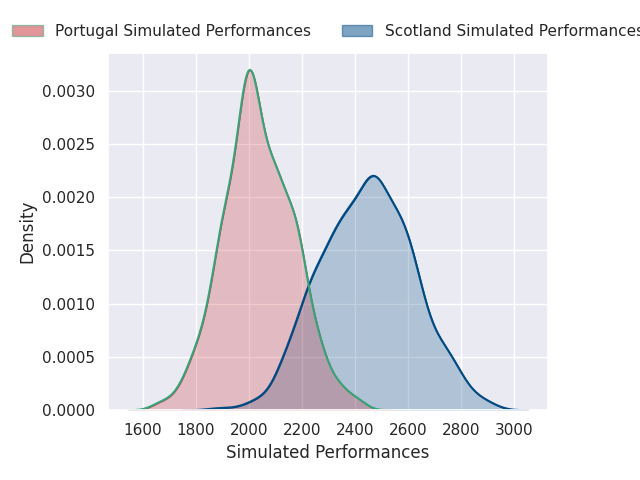 Portugal Simulated Performances Scotland Simulated Performances
0.0030
0.0025
0.0020
0.0015
0.0010
0.0005
0.0000
Density
1600 1800 2000 2200 2400 2600 2800 3000
Simulated Performances